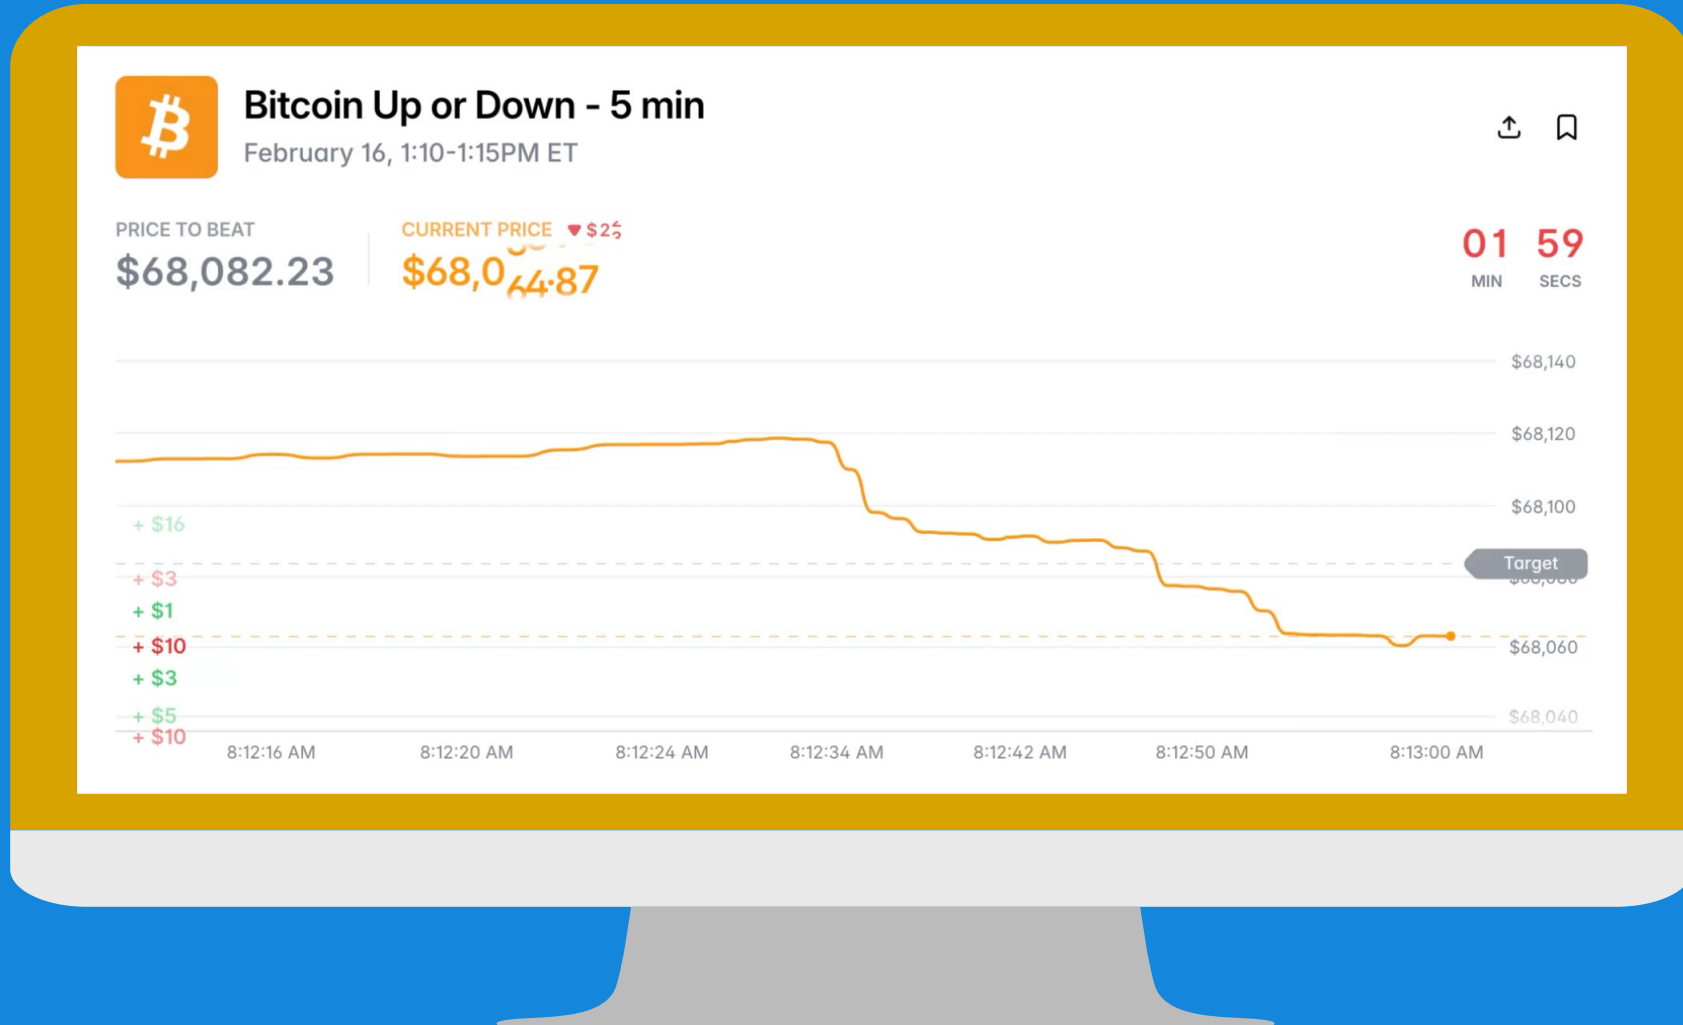 Bitcoin Up or Down - 5 min
February 16, 1:10-1:15PM ET
PRICE TO BEAT
$68,082.23
CURRENT PRICE
$68,064.87
01 59
MIN SECS
$68,140
$68,120
$68,100
Target
$68,060
$68,040
+ $16
+ $3
+ $1
+ $10
+ $3
+ $5
+ $10
8:12:16 AM
8:12:20 AM
8:12:24 AM
8:12:34 AM
8:12:42 AM
8:12:50 AM
8:13:00 AM